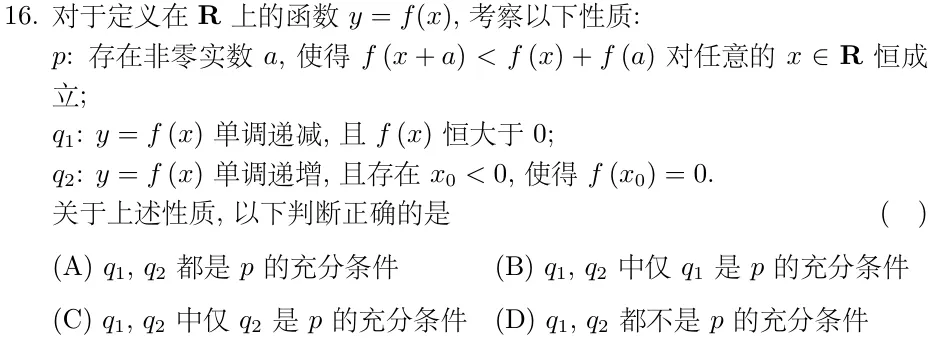 16. 对于定义在 R 上的函数 y = f(x), 考察以下性质:
p: 存在非零实数 a, 使得 f (x + a) < f (x) + f (a) 对任意的 x ∈ R 恒成
立;
q₁: y = f (x) 单调递减, 且 f (x) 恒大于 0;
q₂: y = f (x) 单调递增, 且存在 x₀ < 0, 使得 f (x₀) = 0.
关于上述性质, 以下判断正确的是 ( )
(A) q₁, q₂ 都是 p 的充分条件 (B) q₁, q₂ 中仅 q₁ 是 p 的充分条件
(C) q₁, q₂ 中仅 q₂ 是 p 的充分条件 (D) q₁, q₂ 都不是 p 的充分条件